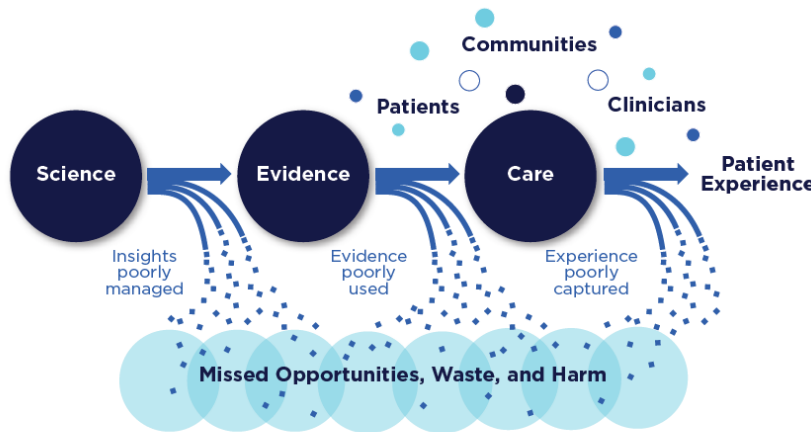 Communities
Patients
Clinicians
Science
Evidence
Care
Patient
Experience
Insights
poorly
managed
Evidence
poorly
used
Experience
poorly
captured
Missed Opportunities, Waste, and Harm